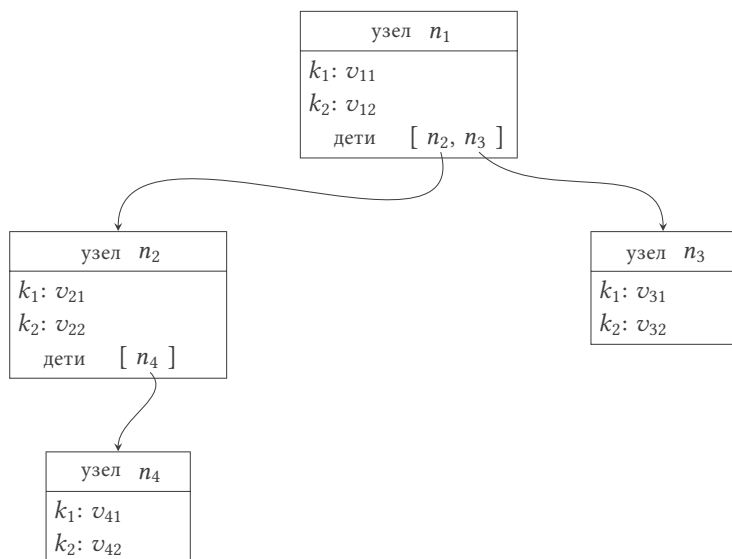 узел n₁
k₁: v₁₁
k₂: v₁₂
дети [ n₂, n₃ ]
узел n₂
k₁: v₂₁
k₂: v₂₂
дети [ n₄ ]
узел n₃
k₁: v₃₁
k₂: v₃₂
узел n₄
k₁: v₄₁
k₂: v₄₂